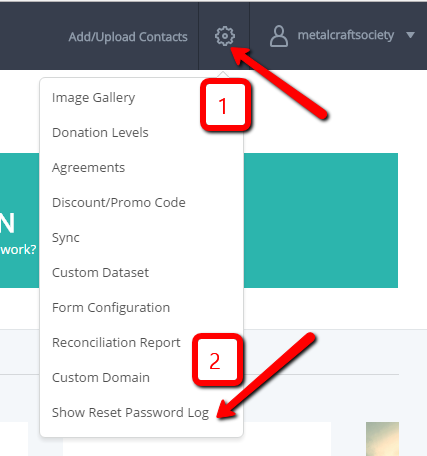 Add/Upload Contacts
metalcraftsociety
1
Image Gallery
Donation Levels
Agreements
Discount/Promo Code
N
work?
Sync
Custom Dataset
Form Configuration
Reconciliation Report
2
Custom Domain
Show Reset Password Log